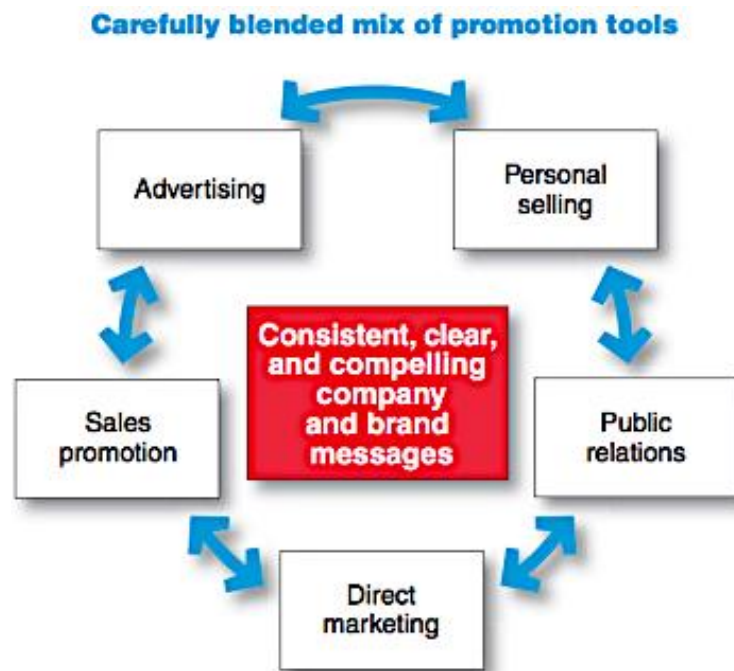 Carefully blended mix of promotion tools
Advertising
Personal
selling
Consistent, clear,
and compelling
company
and brand
messages
Sales
promotion
Public
relations
Direct
marketing